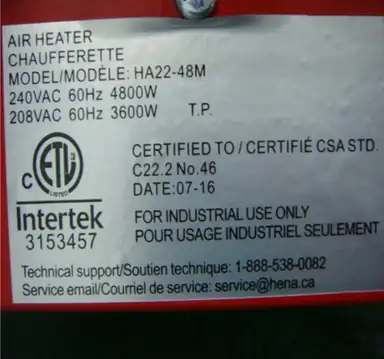 AIR HEATER
CHAUFFERETTE
MODEL/MODÈLE: HA22-48M
240VAC 60Hz 4800W
208VAC 60Hz 3600W T.P.
CERTIFIED TO / CERTIFIÉ CSA STD.
C22.2 No.46
DATE:07-16
C ETL LISTED
Intertek
3153457
FOR INDUSTRIAL USE ONLY
POUR USAGE INDUSTRIEL SEULEMENT
Technical support/Soutien technique: 1-888-538-0082
Service email/Courriel de service: service@hena.ca